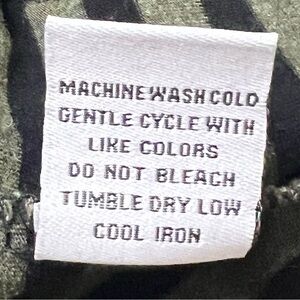 MACHINE WASH COLD
GENTLE CYCLE WITH
LIKE COLORS
DO NOT BLEACH
TUMBLE DRY LOW
COOL IRON